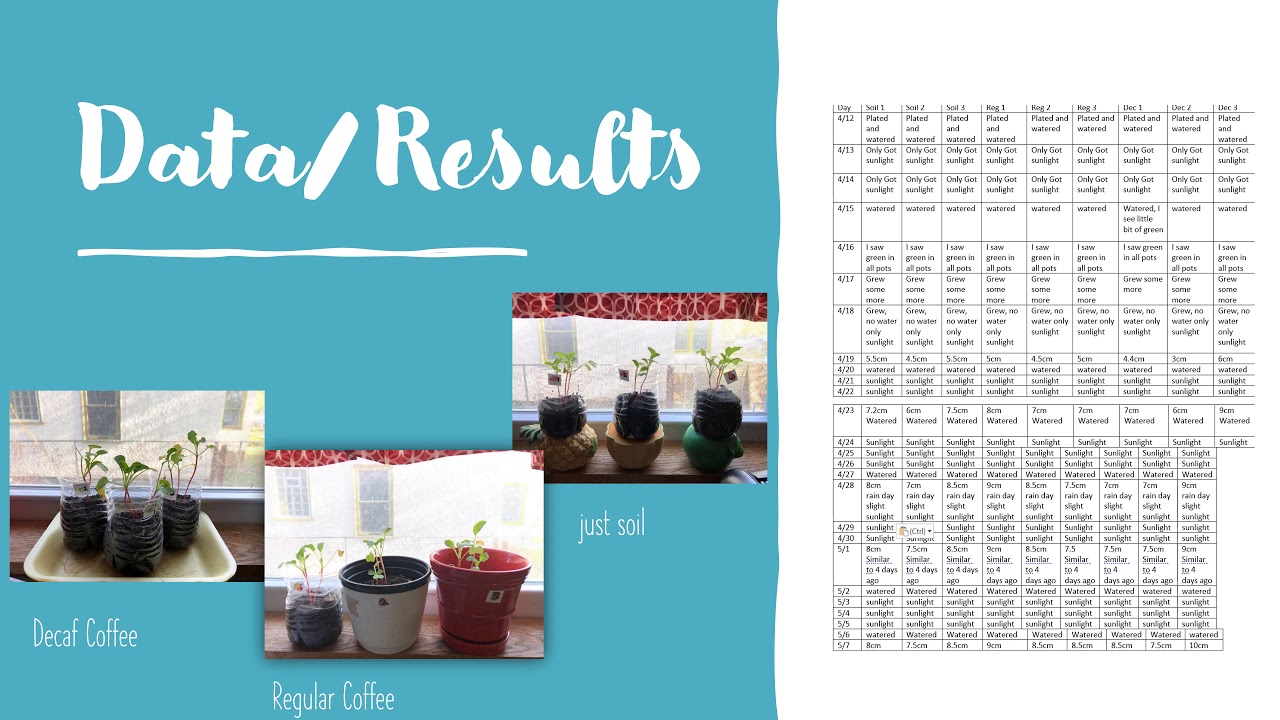 Data/Results
Decaf Coffee
Regular Coffee
just soil
Day Soil 1 Soil 2 Soil 3 Reg 1 Reg 2 Reg 3 Dec 1 Dec 2 Dec 3
4/12 Plated Plated Plated Plated Plated and Plated and Plated and Plated and Plated
and and and and watered watered watered watered and
watered watered watered watered watered
4/13 Only Got Only Got Only Got Only Got Only Got Only Got Only Got Only Got Only Got
sunlight sunlight sunlight sunlight sunlight sunlight sunlight sunlight sunlight
4/14 Only Got Only Got Only Got Only Got Only Got Only Got Only Got Only Got Only Got
sunlight sunlight sunlight sunlight sunlight sunlight sunlight sunlight sunlight
4/15 watered watered watered watered watered watered Watered, I watered watered
see little
bit of green
4/16 I saw I saw I saw I saw I saw I saw I saw green I saw I saw
green in green in green in green in green in green in in all pots green in green in
all pots all pots all pots all pots all pots all pots all pots all pots
4/17 Grew Grew Grew Grew Grew Grew Grew some Grew Grew
some some some some some some more some some
more more more more more more more more
4/18 Grew, Grew, Grew, Grew, no Grew, no Grew, no Grew, no Grew, no Grew,
no water no water no water water water only water only water only water only no water
only only only only sunlight sunlight sunlight sunlight only
sunlight sunlight sunlight sunlight sunlight
4/19 5.5cm 4.5cm 5.5cm 5cm 4.5cm 5cm 4.4cm 3cm 6cm
4/20 watered watered watered watered watered watered watered watered watered
4/21 sunlight sunlight sunlight sunlight sunlight sunlight sunlight sunlight sunlight
4/22 sunlight sunlight sunlight sunlight sunlight sunlight sunlight sunlight sunlight
4/23 7.2cm 6cm 7.5cm 8cm 7cm 7cm 7cm 6cm 9cm
Watered Watered Watered Watered Watered Watered Watered Watered Watered
4/24 Sunlight Sunlight Sunlight Sunlight Sunlight Sunlight Sunlight Sunlight Sunlight
4/25 Sunlight Sunlight Sunlight Sunlight Sunlight Sunlight Sunlight Sunlight Sunlight
4/26 Sunlight Sunlight Sunlight Sunlight Sunlight Sunlight Sunlight Sunlight Sunlight
4/27 Watered Watered Watered Watered Watered Watered Watered Watered Watered
4/28 8cm 7cm 8.5cm 9cm 8.5cm 7.5cm 7cm 7cm 9cm
rain day rain day rain day rain day rain day rain day rain day rain day rain day
slight slight slight slight slight slight slight slight slight
sunlight sunlight sunlight sunlight sunlight sunlight sunlight sunlight sunlight
4/29 sunlight (Ctrl) Sunlight Sunlight Sunlight Sunlight Sunlight Sunlight Sunlight
4/30 sunlight Sunlight Sunlight Sunlight Sunlight Sunlight Sunlight Sunlight Sunlight
5/1 8cm 7.5cm 8.5cm 9cm 8.5cm 7.5 7.5m 7.5cm 9cm
Similar Similar Similar Similar Similar Similar Similar Similar Similar
to 4 days to 4 days to 4 days to 4 to 4 to 4 to 4 to 4 to 4
ago ago ago days ago days ago days ago days ago days ago days ago
5/2 watered Watered Watered Watered Watered Watered Watered watered watered
5/3 sunlight sunlight sunlight sunlight sunlight sunlight sunlight sunlight sunlight
5/4 sunlight sunlight sunlight sunlight sunlight sunlight sunlight sunlight sunlight
5/5 sunlight sunlight sunlight sunlight sunlight sunlight sunlight sunlight sunlight
5/6 watered Watered Watered Watered Watered Watered Watered Watered watered
5/7 8cm 7.5cm 8.5cm 9cm 8.5cm 8.5cm 8.5cm 7.5cm 10cm